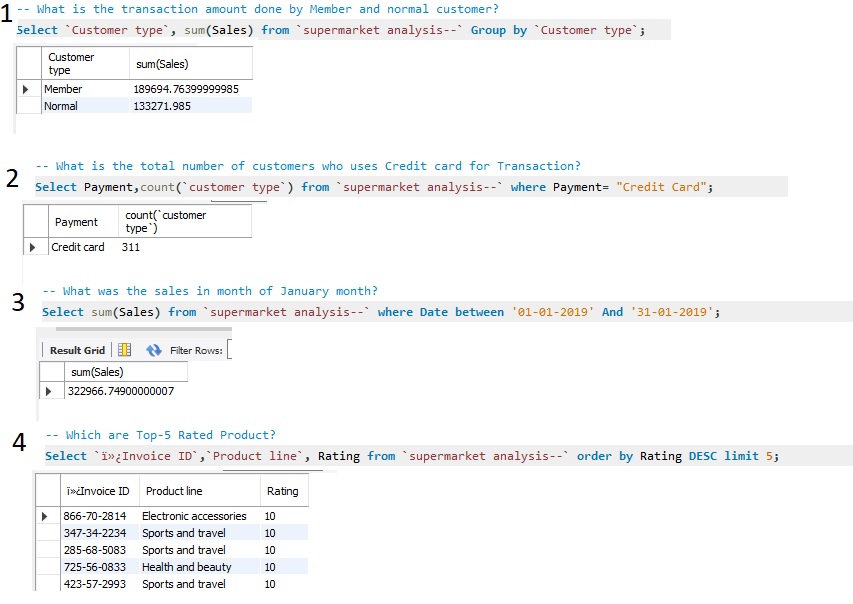 1
-- What is the transaction amount done by Member and normal customer?
Select `Customer type`, sum(Sales) from `supermarket analysis--` Group by `Customer type`;
Customer type sum(Sales)
Member 189694.76399999985
Normal 133271.985
2
-- What is the total number of customers who uses Credit card for Transaction?
Select Payment,count(`customer type`) from `supermarket analysis--` where Payment= "Credit Card";
Payment count(`customer type`)
Credit card 311
3
-- What was the sales in month of January month?
Select sum(Sales) from `supermarket analysis--` where Date between '01-01-2019' And '31-01-2019';
Result Grid Filter Rows:
sum(Sales)
322966.74900000007
4
-- Which are Top-5 Rated Product?
Select `ï»¿Invoice ID`,`Product line`, Rating from `supermarket analysis--` order by Rating DESC limit 5;
ï»¿Invoice ID Product line Rating
866-70-2814 Electronic accessories 10
347-34-2234 Sports and travel 10
285-68-5083 Sports and travel 10
725-56-0833 Health and beauty 10
423-57-2993 Sports and travel 10